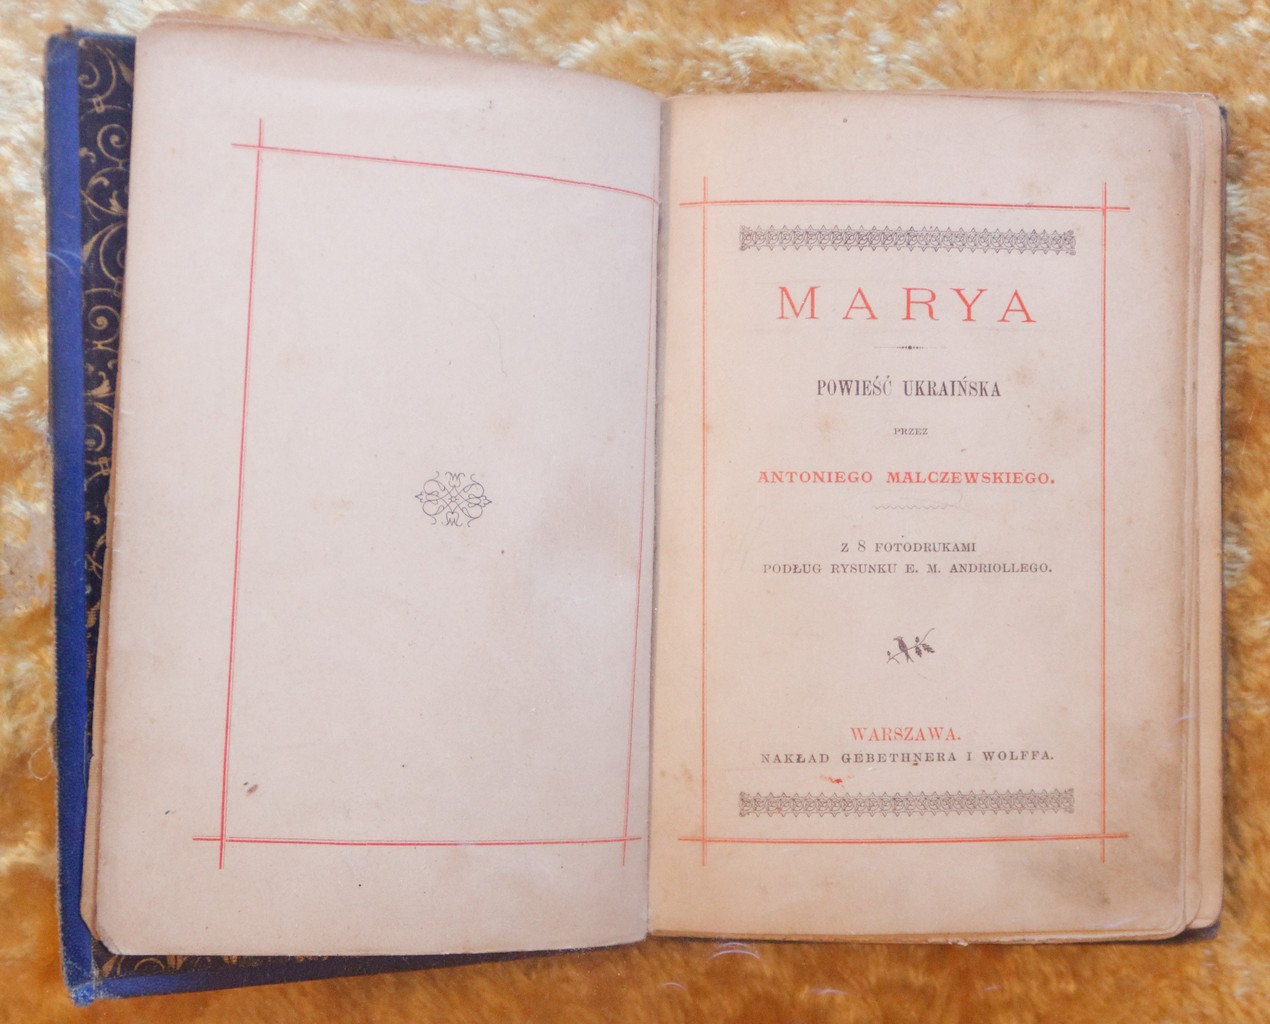 MARYA
POWIEŚĆ UKRAIŃSKA
PRZEZ
ANTONIEGO MALCZEWSKIEGO.
Z 8 FOTODRUKAMI
PODŁUG RYSUNKU E. M. ANDRIOLLEGO.
WARSZAWA.
NAKŁAD GEBETHNERA I WOLFFA.